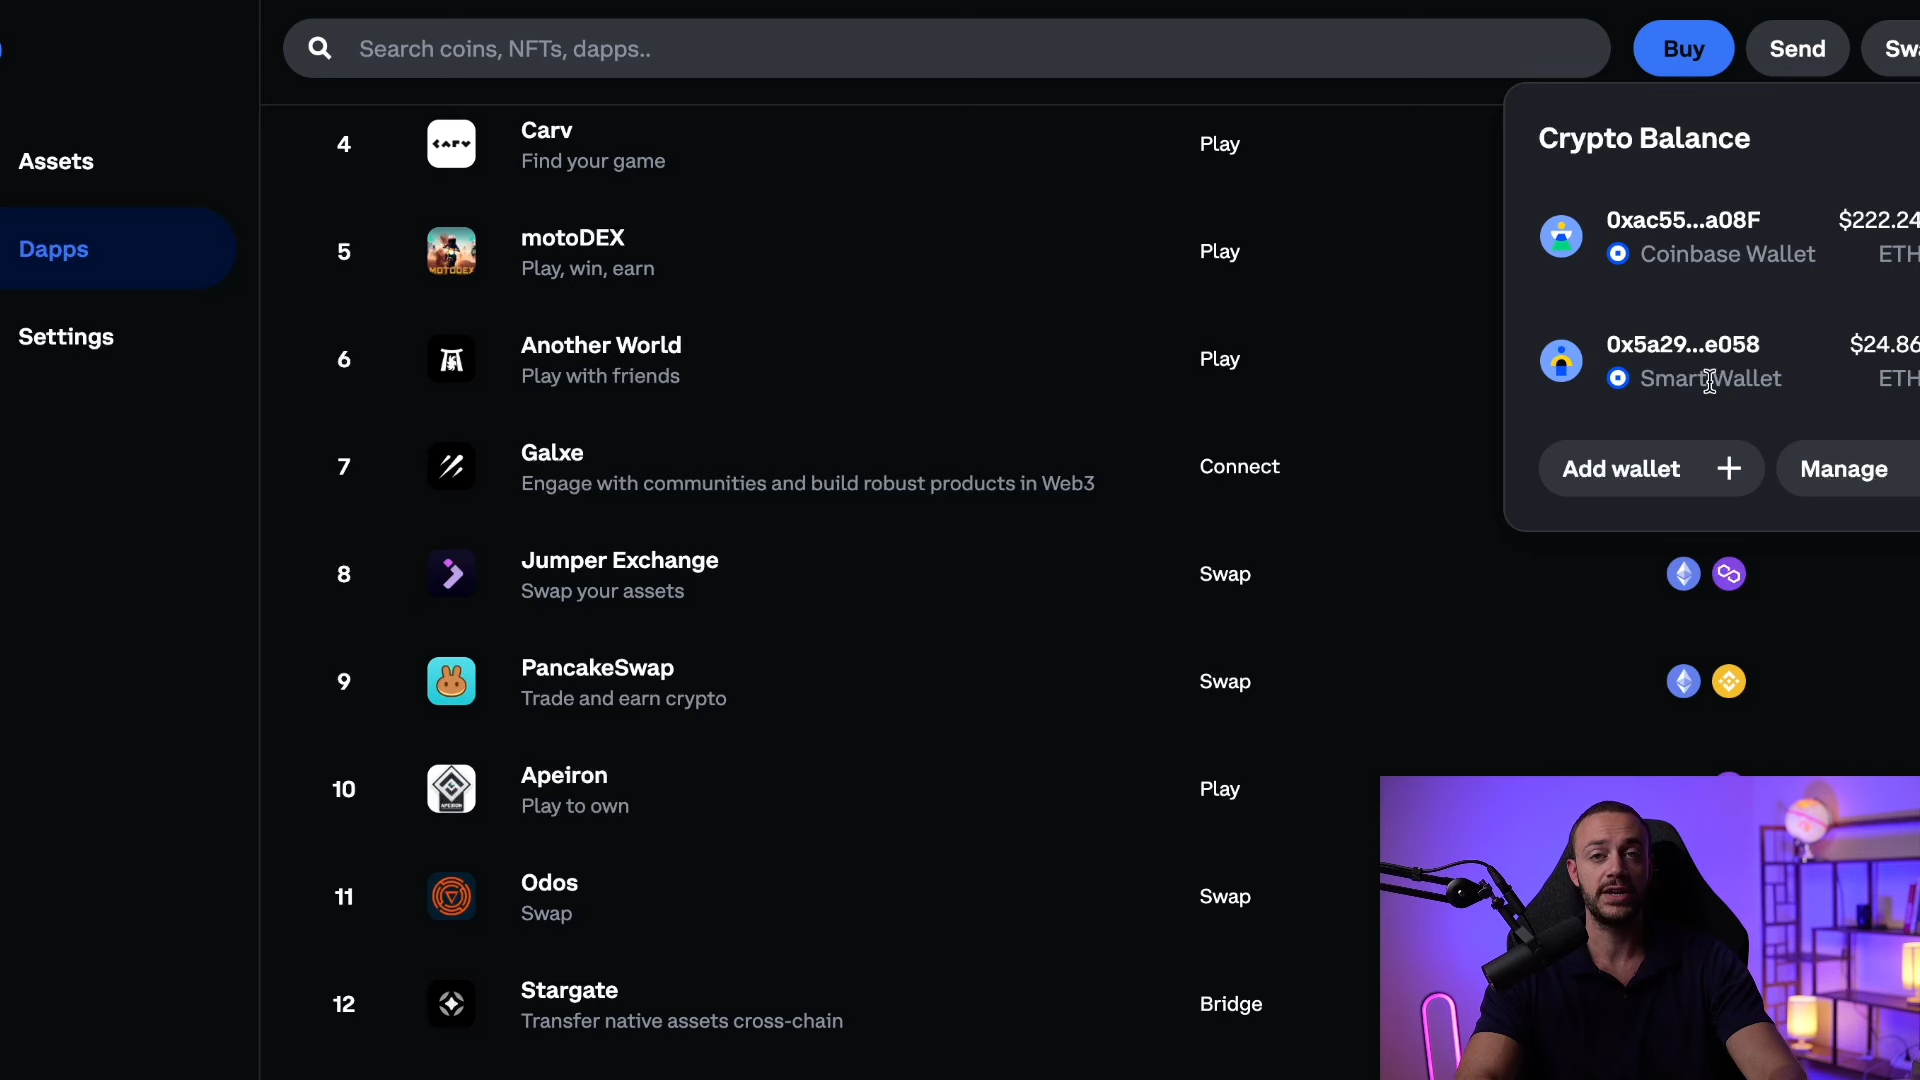 Search coins, NFTs, dapps..
Buy
Send
Swa
Assets
Dapps
Settings
4
Carv
Find your game
Play
5
motoDEX
Play, win, earn
Play
6
Another World
Play with friends
Play
7
Galxe
Engage with communities and build robust products in Web3
Connect
8
Jumper Exchange
Swap your assets
Swap
9
PancakeSwap
Trade and earn crypto
Swap
10
Apeiron
Play to own
Play
11
Odos
Swap
Swap
12
Stargate
Transfer native assets cross-chain
Bridge
Crypto Balance
0xac55...a08F
$222.24
Coinbase Wallet
ETH
0x5a29...e058
$24.86
Smart Wallet
ETH
Add wallet +
Manage
CARV
MOTODEX
APEIRON